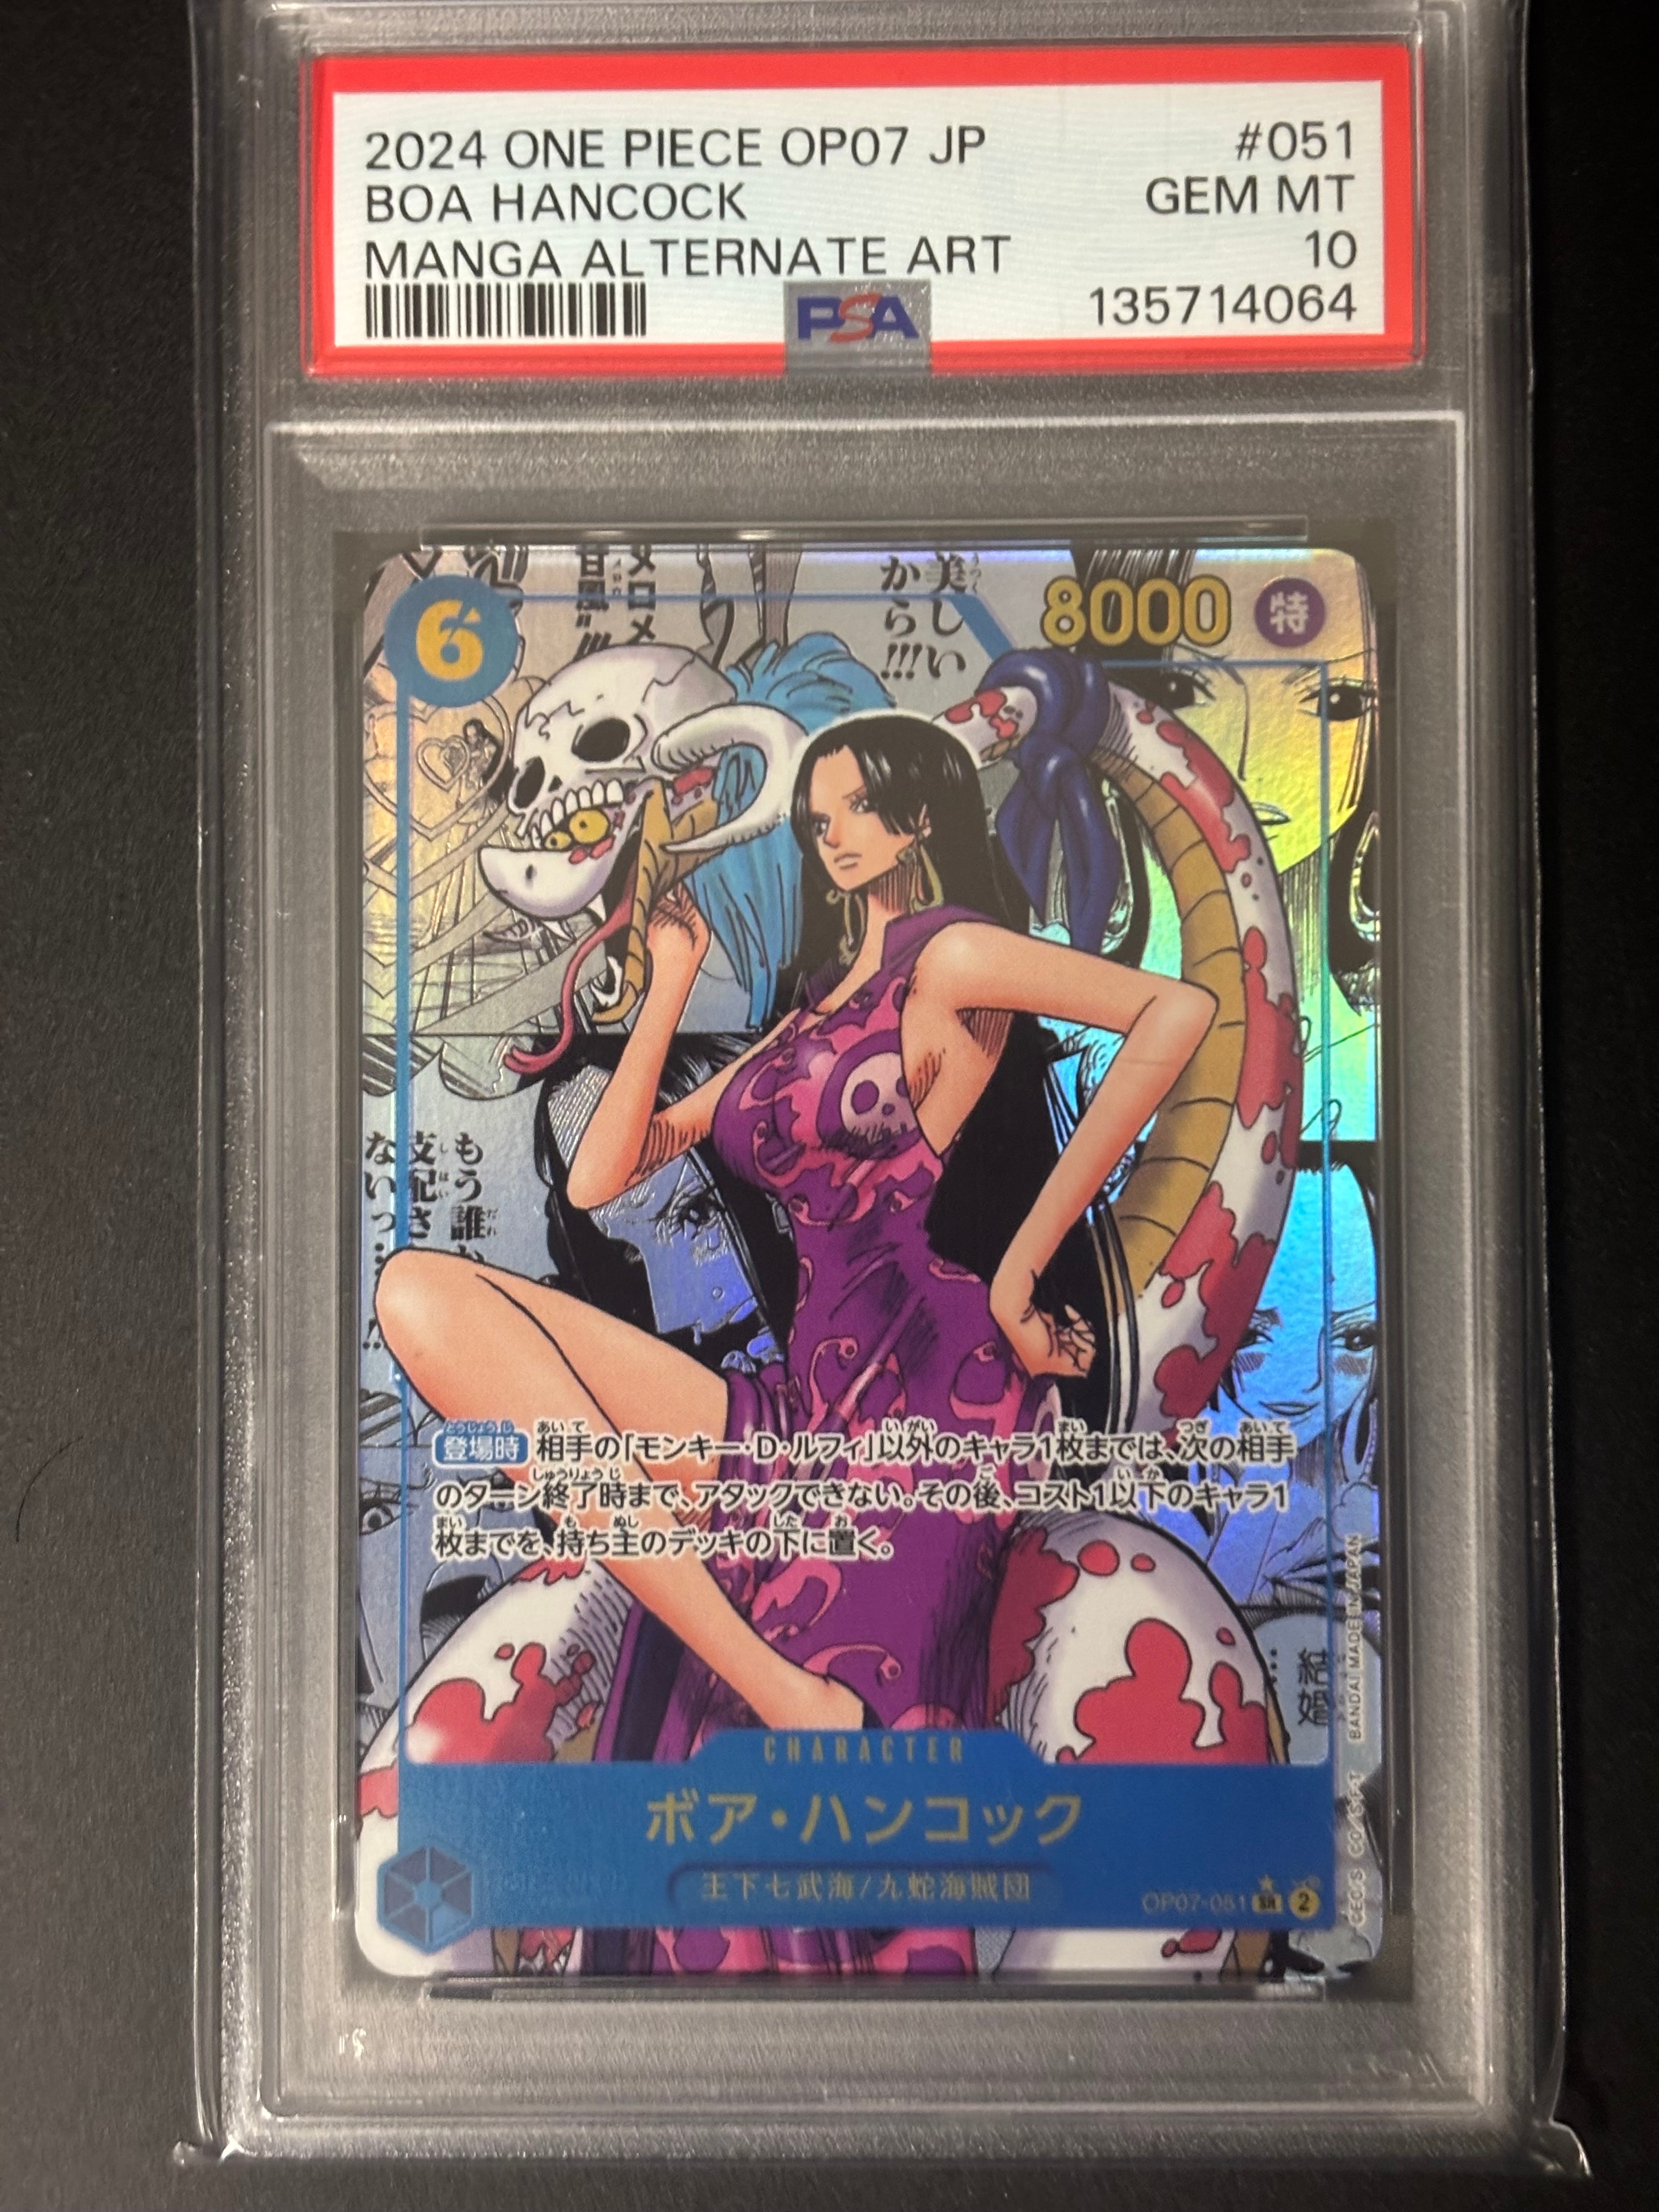 2024 ONE PIECE OP07 JP
#051
BOA HANCOCK
GEM MT
MANGA ALTERNATE ART
10
PSA
135714064
6
8000
特
メロメロ
甘風"!!!
美しい
から!!!
もう誰
支配さ
ないっ…
!!
登場時 相手の「モンキー・D・ルフィ」以外のキャラ1枚までは、次の相手
のターン終了時まで、アタックできない。その後、コスト1以下のキャラ1
枚までを、持ち主のデッキの下に置く。
…結婚
BANDAI MADE IN JAPAN
CHARACTER
ボア・ハンコック
王下七武海/九蛇海賊団
OP07-051 SR 2